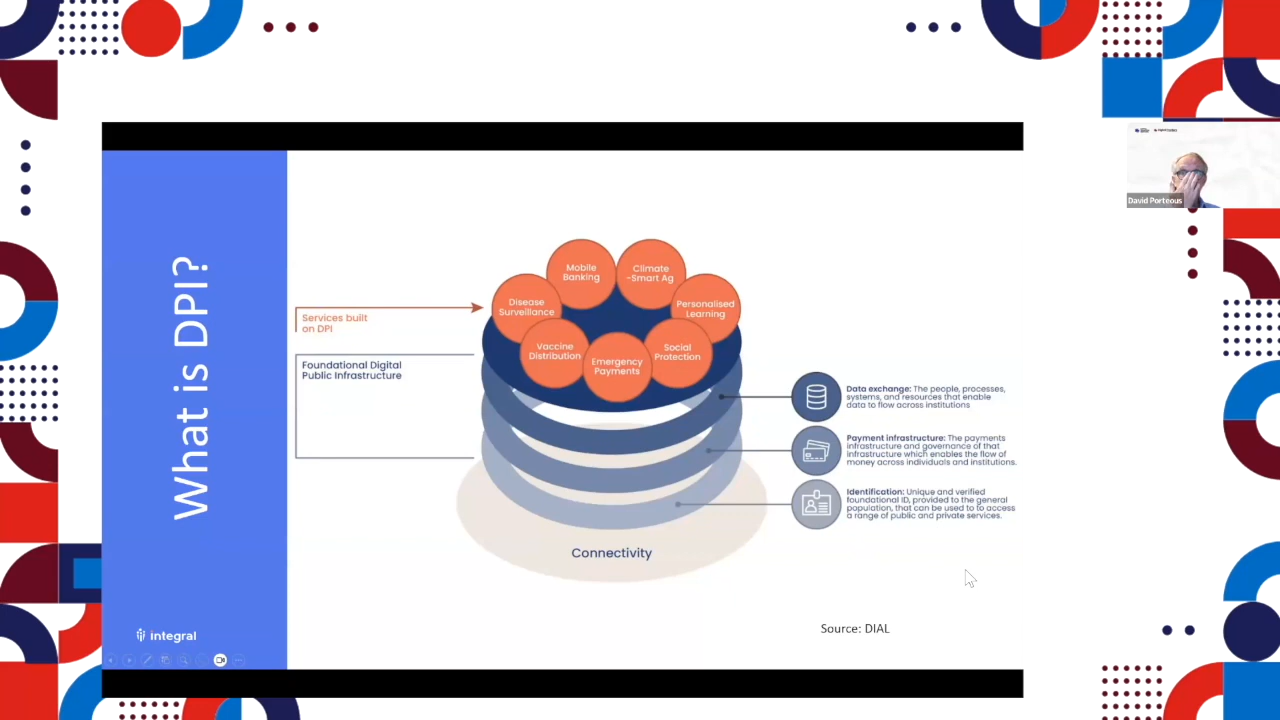 What is DPI?
Services built
on DPI
Foundational Digital
Public Infrastructure
Mobile
Banking
Climate
-Smart Ag
Disease
Surveillance
Personalised
Learning
Vaccine
Distribution
Emergency
Payments
Social
Protection
Data exchange: The people, processes,
systems, and resources that enable
data to flow across institutions
Payment infrastructure: The payments
infrastructure and governance of that
infrastructure which enables the flow of
money across individuals and institutions.
Identification: Unique and verified
foundational ID, provided to the general
population, that can be used to to access
a range of public and private services.
Connectivity
Source: DIAL
integral
David Porteous